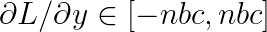 ∂L/∂y ∈ [−nbc, nbc]